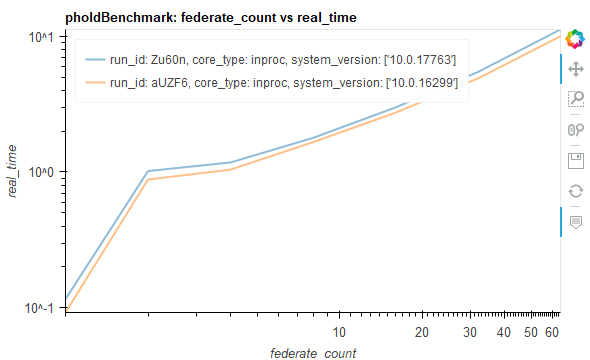 pholdBenchmark: federate_count vs real_time
10^1
run_id: Zu60n, core_type: inproc, system_version: ['10.0.17763']
run_id: aUZF6, core_type: inproc, system_version: ['10.0.16299']
real_time
10^0
10^-1
10 20 30 40 50 60
federate_count